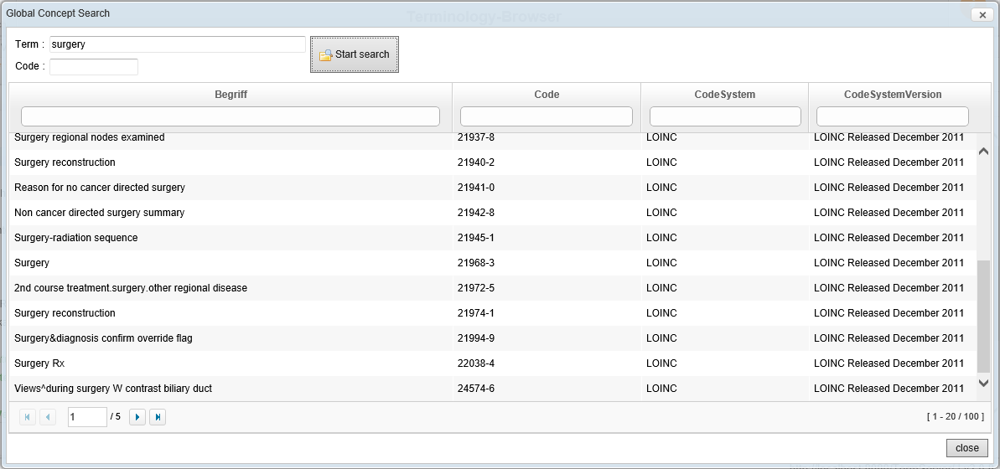 Global Concept Search
Terminology-Browser
Term : surgery
Start search
Code :
Begriff Code CodeSystem CodeSystemVersion
Surgery regional nodes examined 21937-8 LOINC LOINC Released December 2011
Surgery reconstruction 21940-2 LOINC LOINC Released December 2011
Reason for no cancer directed surgery 21941-0 LOINC LOINC Released December 2011
Non cancer directed surgery summary 21942-8 LOINC LOINC Released December 2011
Surgery-radiation sequence 21945-1 LOINC LOINC Released December 2011
Surgery 21968-3 LOINC LOINC Released December 2011
2nd course treatment.surgery.other regional disease 21972-5 LOINC LOINC Released December 2011
Surgery reconstruction 21974-1 LOINC LOINC Released December 2011
Surgery&diagnosis confirm override flag 21994-9 LOINC LOINC Released December 2011
Surgery Rx 22038-4 LOINC LOINC Released December 2011
Views^during surgery W contrast biliary duct 24574-6 LOINC LOINC Released December 2011
1 / 5 [ 1 - 20 / 100 ]
close